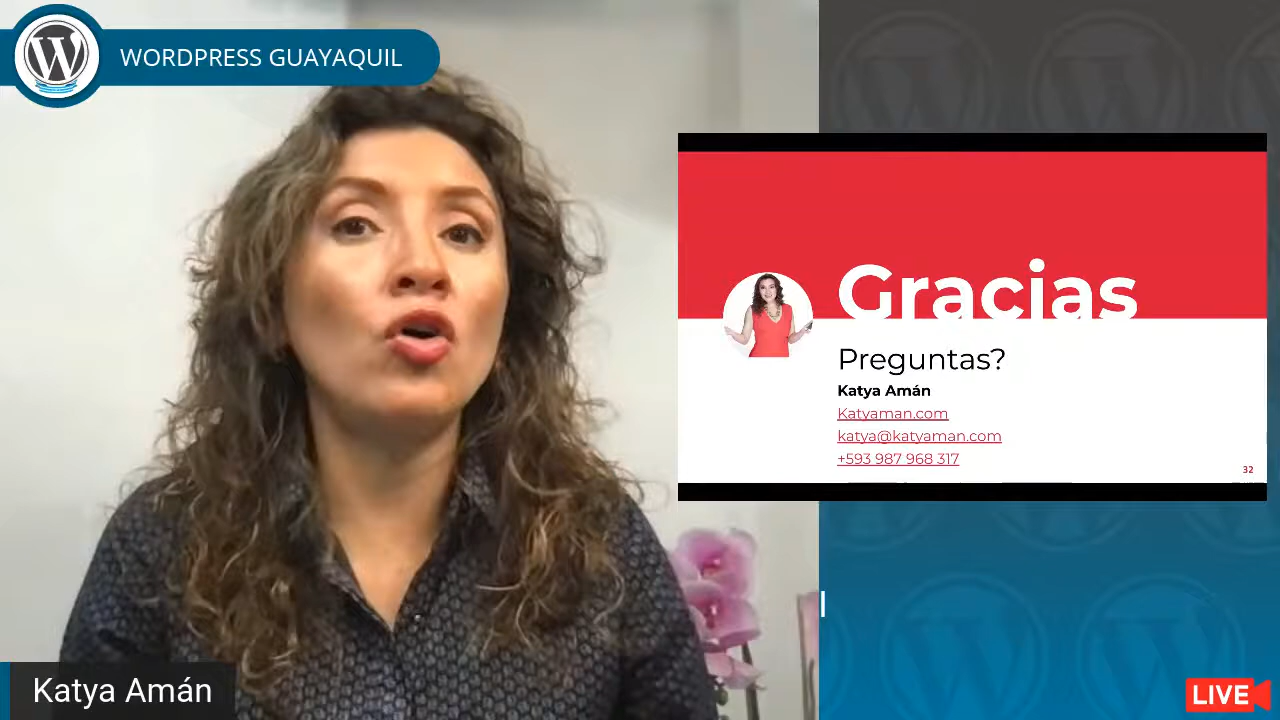 WORDPRESS GUAYAQUIL
Gracias
Preguntas?
Katya Amán
Katyaman.com
katya@katyaman.com
+593 987 968 317
32
Katya Amán
LIVE